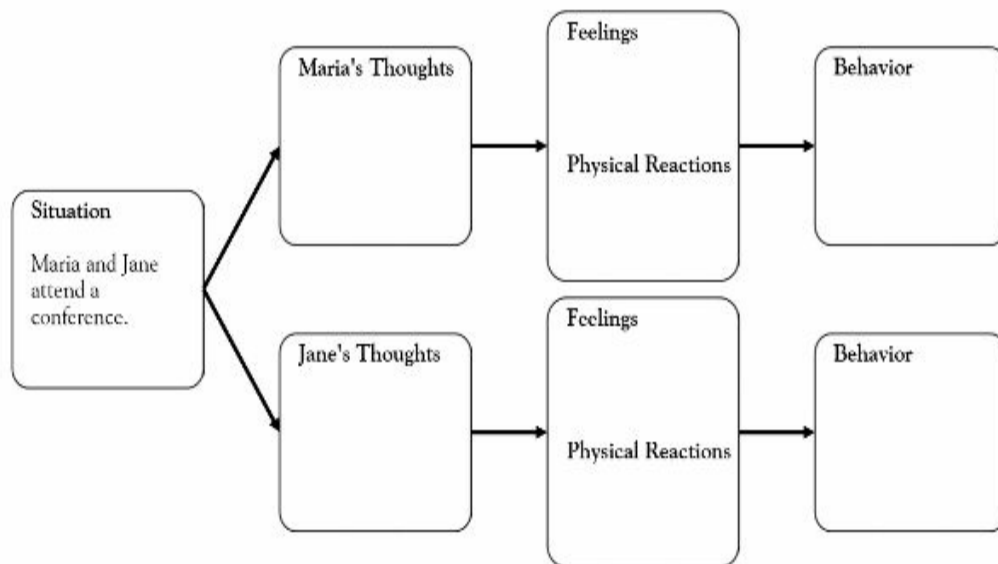 Situation
Maria and Jane
attend a
conference.
Maria's Thoughts
Feelings
Physical Reactions
Behavior
Jane's Thoughts
Feelings
Physical Reactions
Behavior